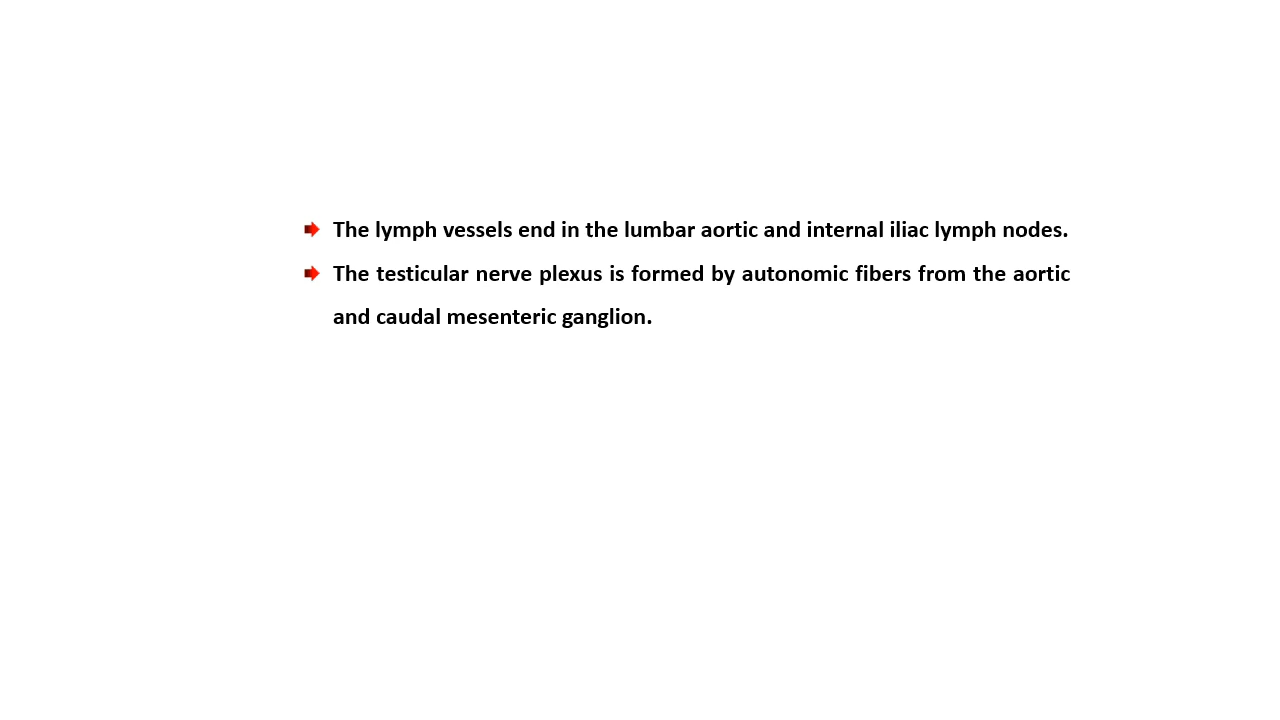 The lymph vessels end in the lumbar aortic and internal iliac lymph nodes.
The testicular nerve plexus is formed by autonomic fibers from the aortic
and caudal mesenteric ganglion.